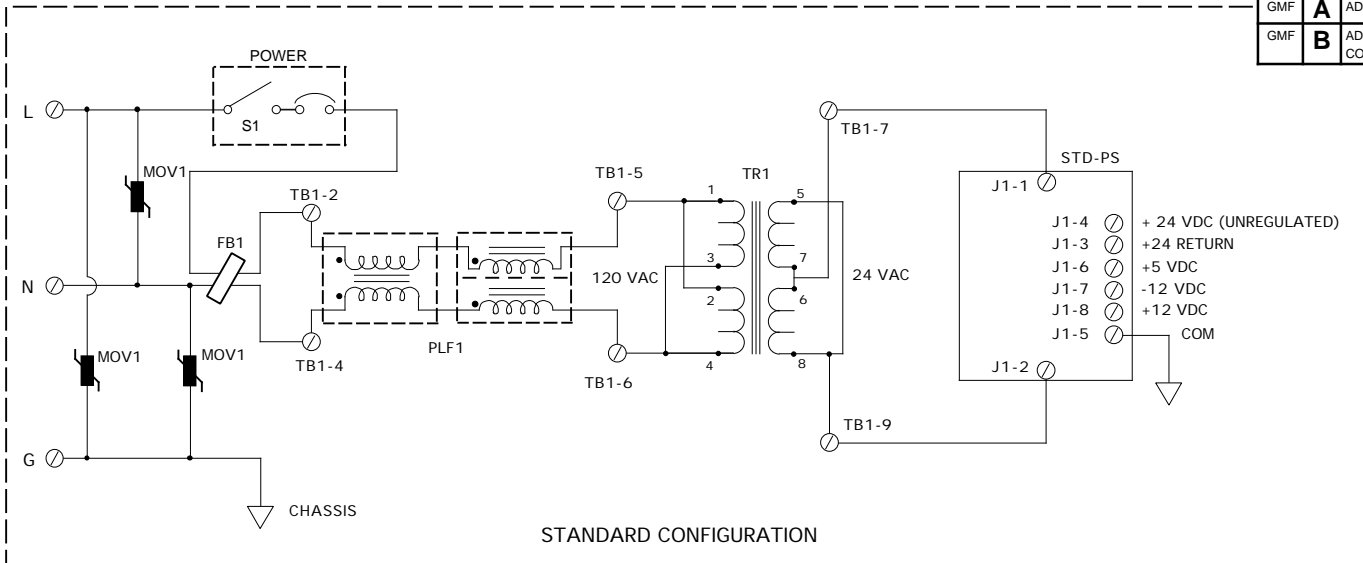 GMF A AD
GMF B AD
CO
POWER
L
S1
TB1-7
STD-PS
MOV1
TB1-5
TR1
J1-1
TB1-2
1
5
J1-4 + 24 VDC (UNREGULATED)
FB1
J1-3 +24 RETURN
3
7
J1-6 +5 VDC
N
120 VAC
24 VAC
2
6
J1-7 -12 VDC
J1-8 +12 VDC
J1-5 COM
MOV1
MOV1
PLF1
TB1-4
4
8
J1-2
TB1-6
TB1-9
G
CHASSIS
STANDARD CONFIGURATION